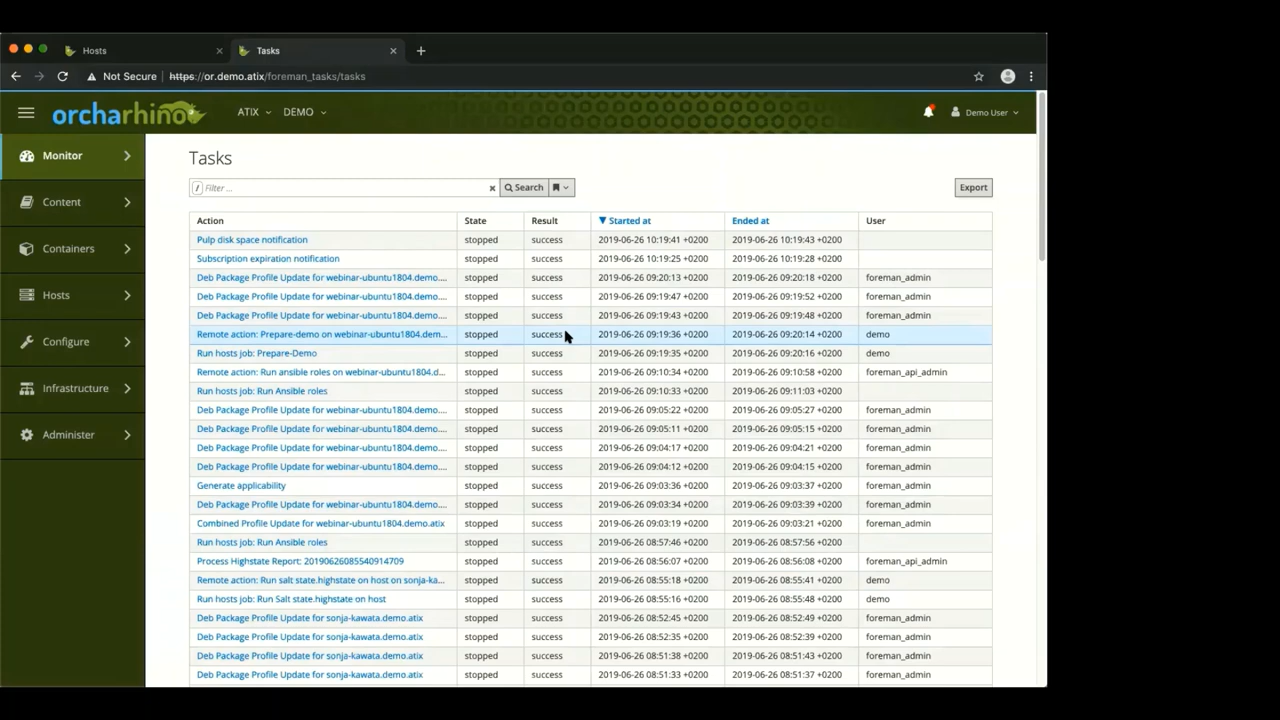 Hosts
Tasks
Not Secure https://or.demo.atix/foreman_tasks/tasks
orcharhino ATIX DEMO Demo User
Monitor
Content
Containers
Hosts
Configure
Infrastructure
Administer
Tasks
/ Filter ... Search Export
Action State Result Started at Ended at User
Pulp disk space notification stopped success 2019-06-26 10:19:41 +0200 2019-06-26 10:19:43 +0200
Subscription expiration notification stopped success 2019-06-26 10:19:25 +0200 2019-06-26 10:19:28 +0200
Deb Package Profile Update for webinar-ubuntu1804.demo.... stopped success 2019-06-26 09:20:13 +0200 2019-06-26 09:20:18 +0200 foreman_admin
Deb Package Profile Update for webinar-ubuntu1804.demo.... stopped success 2019-06-26 09:19:47 +0200 2019-06-26 09:19:52 +0200 foreman_admin
Deb Package Profile Update for webinar-ubuntu1804.demo.... stopped success 2019-06-26 09:19:43 +0200 2019-06-26 09:19:48 +0200 foreman_admin
Remote action: Prepare-demo on webinar-ubuntu1804.dem... stopped success 2019-06-26 09:19:36 +0200 2019-06-26 09:20:14 +0200 demo
Run hosts job: Prepare-Demo stopped success 2019-06-26 09:19:35 +0200 2019-06-26 09:20:16 +0200 demo
Remote action: Run ansible roles on webinar-ubuntu1804.d... stopped success 2019-06-26 09:10:34 +0200 2019-06-26 09:10:58 +0200 foreman_api_admin
Run hosts job: Run Ansible roles stopped success 2019-06-26 09:10:33 +0200 2019-06-26 09:11:03 +0200
Deb Package Profile Update for webinar-ubuntu1804.demo.... stopped success 2019-06-26 09:05:22 +0200 2019-06-26 09:05:27 +0200 foreman_admin
Deb Package Profile Update for webinar-ubuntu1804.demo.... stopped success 2019-06-26 09:05:11 +0200 2019-06-26 09:05:15 +0200 foreman_admin
Deb Package Profile Update for webinar-ubuntu1804.demo.... stopped success 2019-06-26 09:04:17 +0200 2019-06-26 09:04:21 +0200 foreman_admin
Deb Package Profile Update for webinar-ubuntu1804.demo.... stopped success 2019-06-26 09:04:12 +0200 2019-06-26 09:04:15 +0200 foreman_admin
Generate applicability stopped success 2019-06-26 09:03:36 +0200 2019-06-26 09:03:37 +0200 foreman_admin
Deb Package Profile Update for webinar-ubuntu1804.demo.... stopped success 2019-06-26 09:03:34 +0200 2019-06-26 09:03:39 +0200 foreman_admin
Combined Profile Update for webinar-ubuntu1804.demo.atix stopped success 2019-06-26 09:03:19 +0200 2019-06-26 09:03:21 +0200 foreman_admin
Run hosts job: Run Ansible roles stopped success 2019-06-26 08:57:46 +0200 2019-06-26 08:57:56 +0200
Process Highstate Report: 20190626085540914709 stopped success 2019-06-26 08:56:07 +0200 2019-06-26 08:56:08 +0200 foreman_api_admin
Remote action: Run salt state.highstate on host on sonja-ka... stopped success 2019-06-26 08:55:18 +0200 2019-06-26 08:55:41 +0200 demo
Run hosts job: Run Salt state.highstate on host stopped success 2019-06-26 08:55:16 +0200 2019-06-26 08:55:48 +0200 demo
Deb Package Profile Update for sonja-kawata.demo.atix stopped success 2019-06-26 08:52:45 +0200 2019-06-26 08:52:49 +0200 foreman_admin
Deb Package Profile Update for sonja-kawata.demo.atix stopped success 2019-06-26 08:52:35 +0200 2019-06-26 08:52:39 +0200 foreman_admin
Deb Package Profile Update for sonja-kawata.demo.atix stopped success 2019-06-26 08:51:38 +0200 2019-06-26 08:51:43 +0200 foreman_admin
Deb Package Profile Update for sonja-kawata.demo.atix stopped success 2019-06-26 08:51:33 +0200 2019-06-26 08:51:37 +0200 foreman_admin